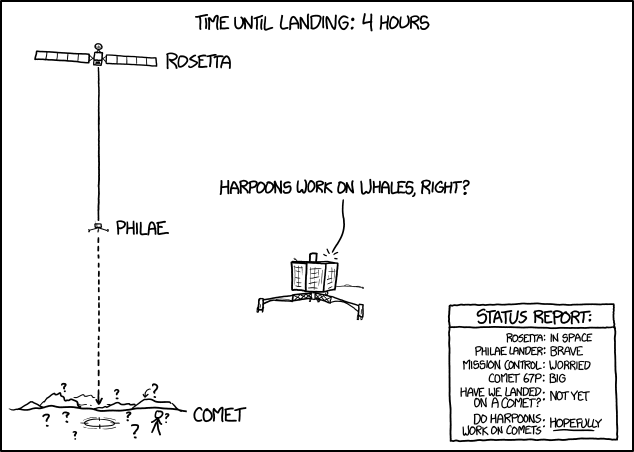 TIME UNTIL LANDING: 4 HOURS
ROSETTA
HARPOONS WORK ON WHALES, RIGHT?
PHILAE
STATUS REPORT:
ROSETTA: IN SPACE
PHILAE LANDER: BRAVE
MISSION CONTROL: WORRIED
COMET 67P: BIG
HAVE WE LANDED
ON A COMET?: NOT YET
DO HARPOONS
WORK ON COMETS: HOPEFULLY
? ? ?
COMET
? ? ? ? ?
?